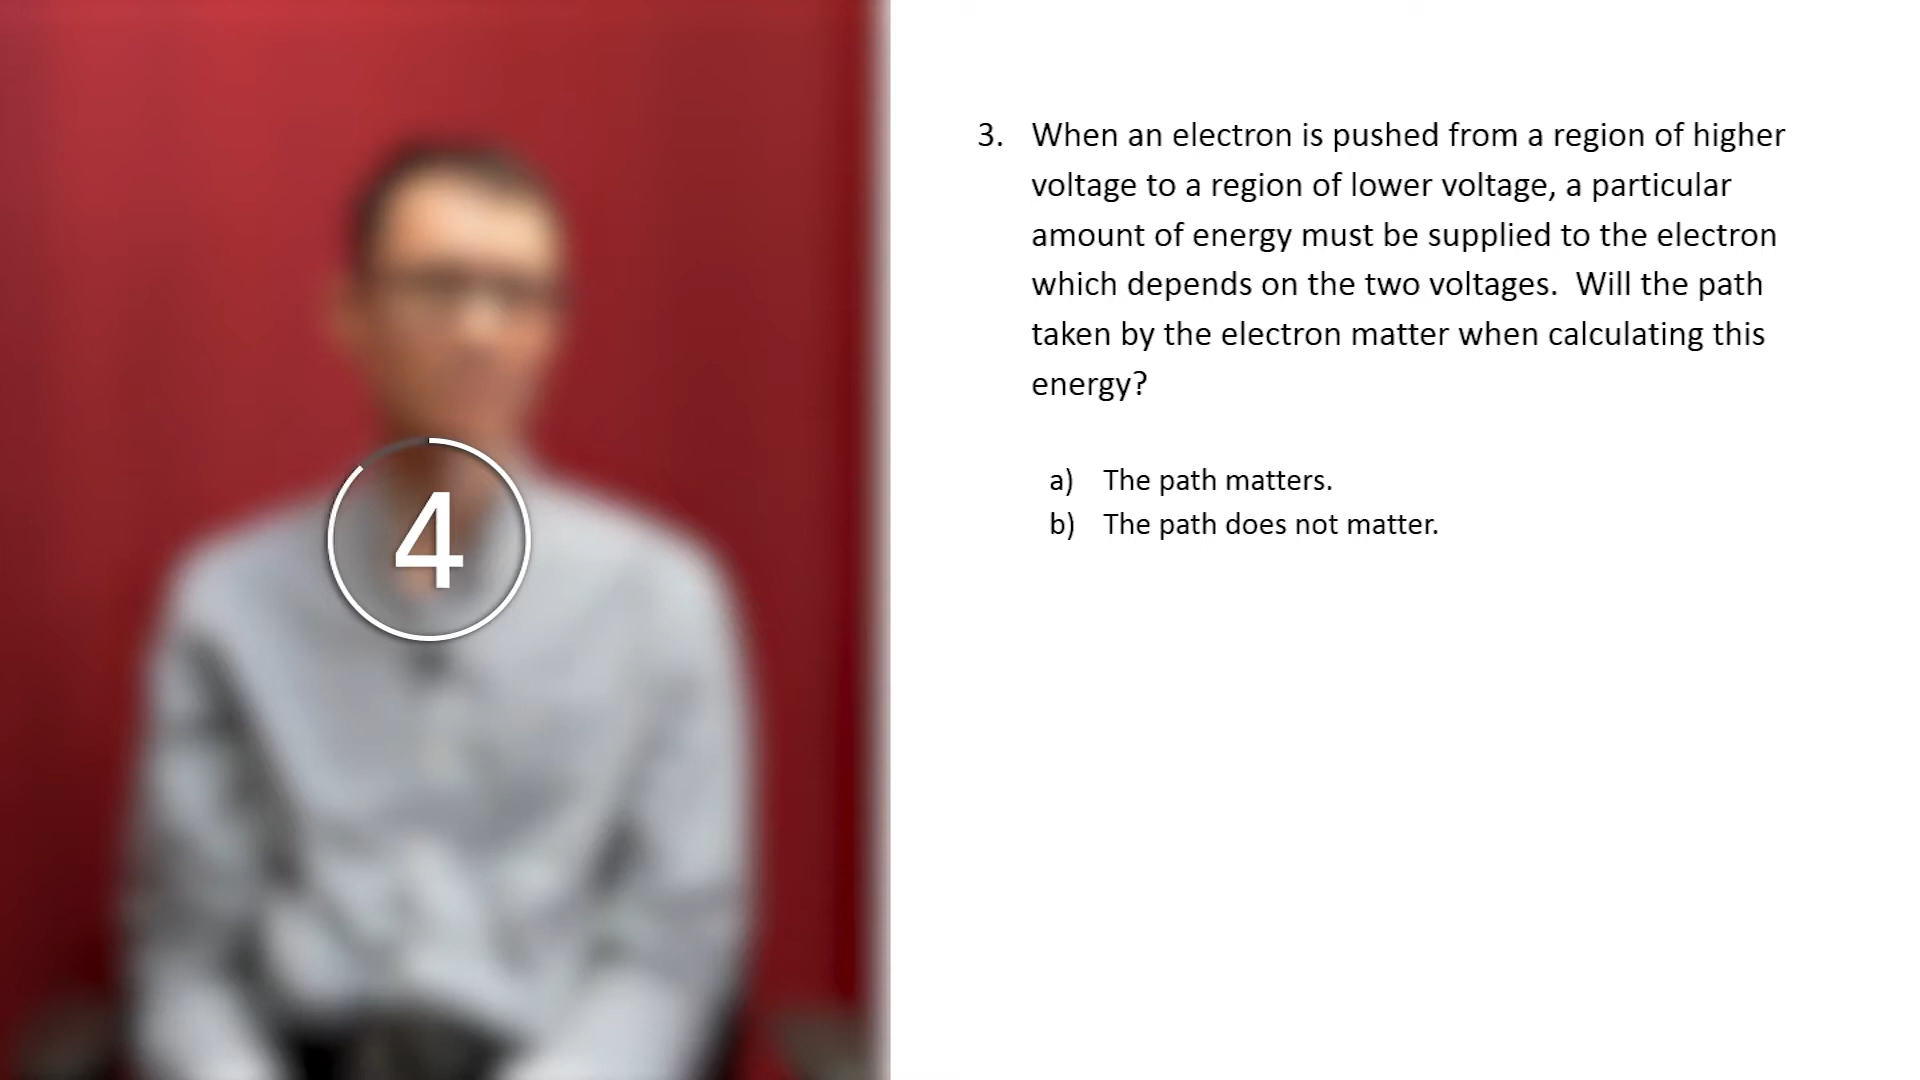 4
3. When an electron is pushed from a region of higher
voltage to a region of lower voltage, a particular
amount of energy must be supplied to the electron
which depends on the two voltages.  Will the path
taken by the electron matter when calculating this
energy?
a) The path matters.
b) The path does not matter.